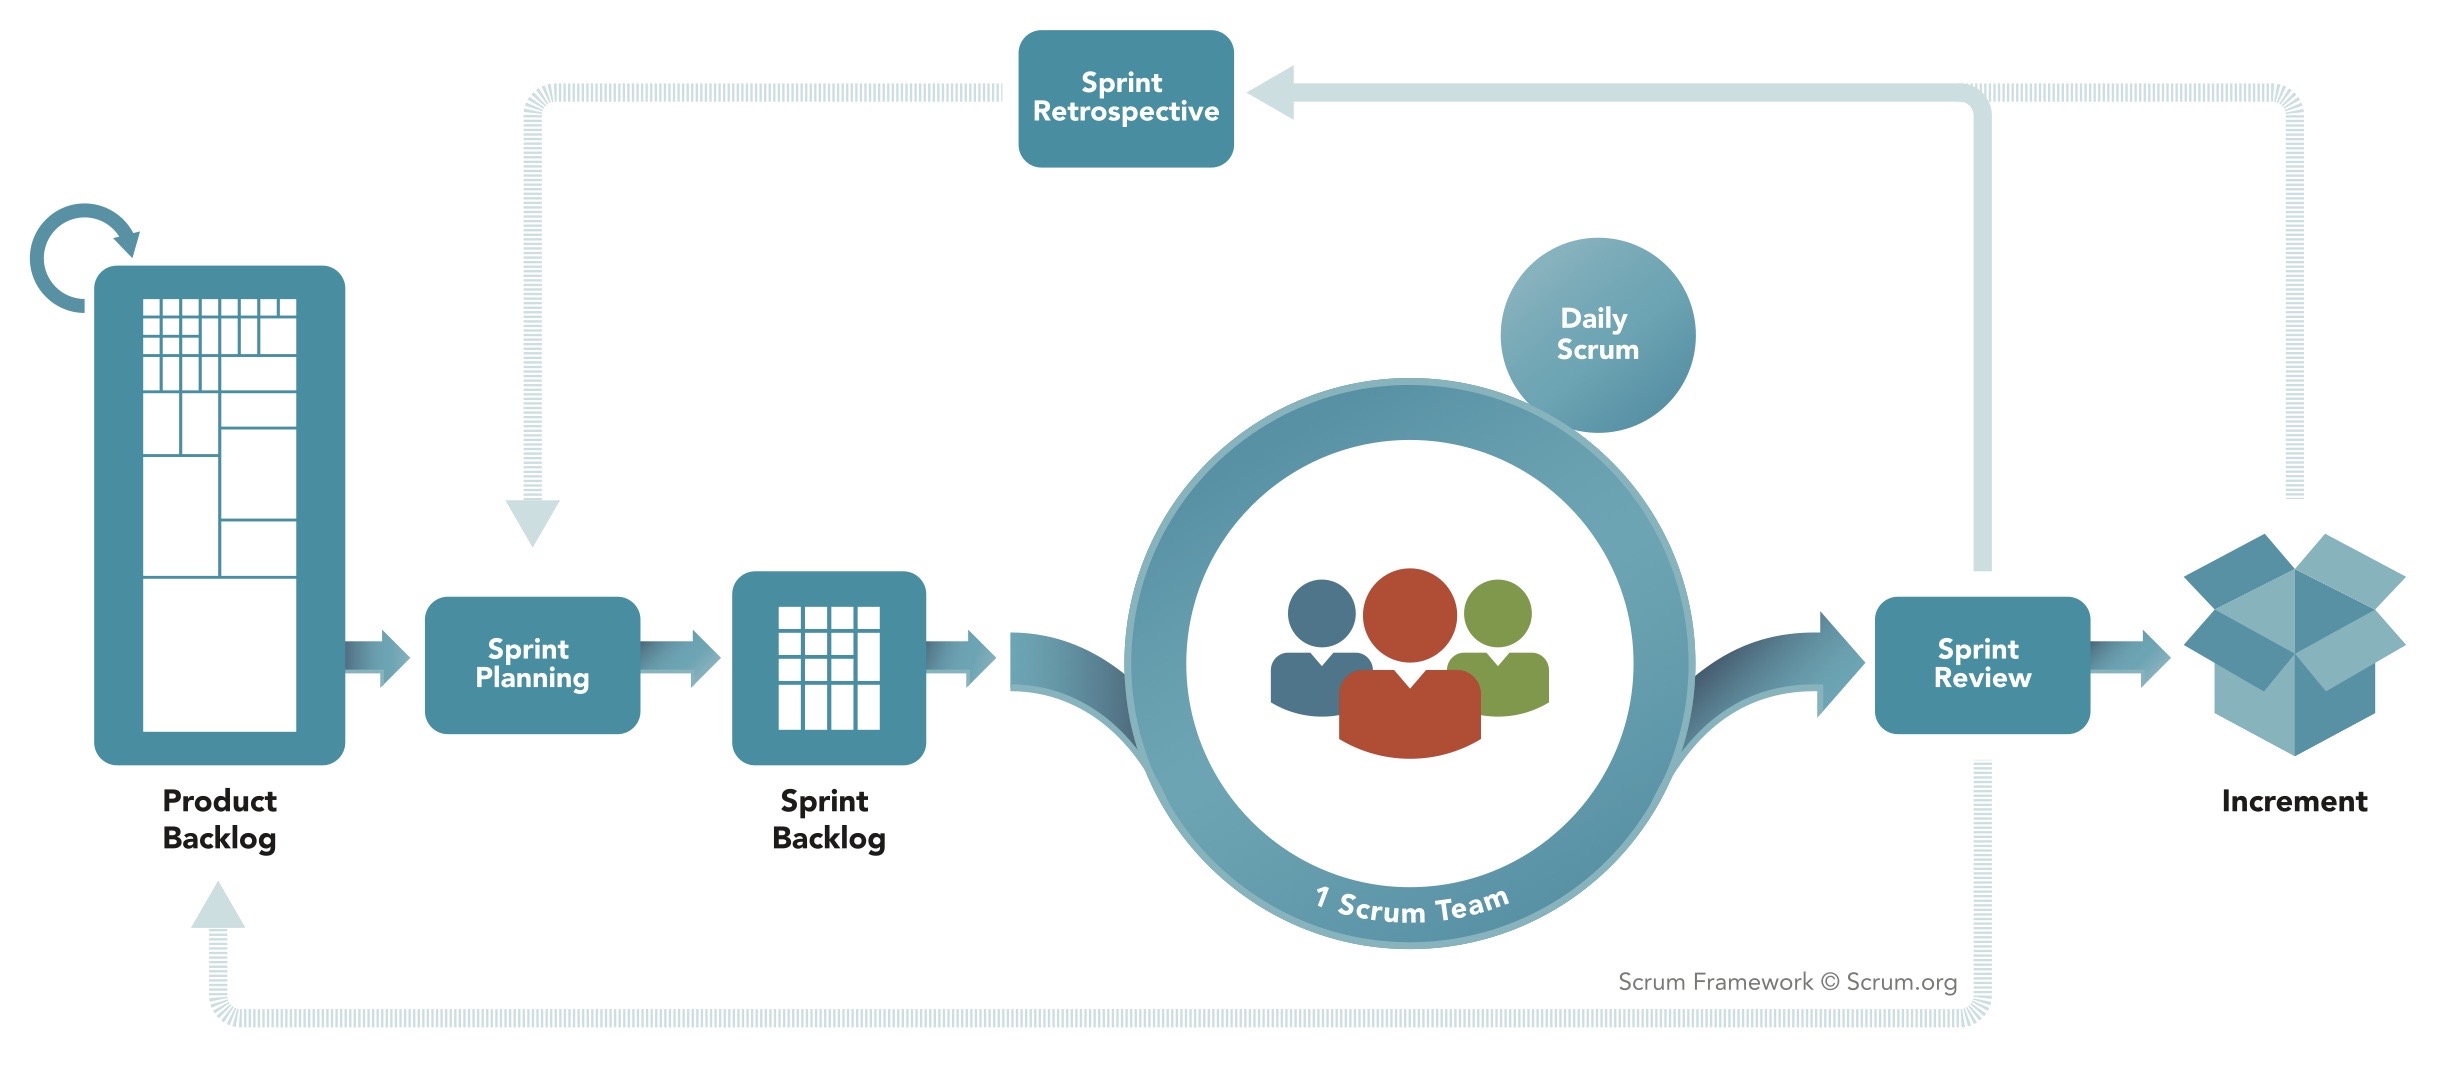 Sprint
Retrospective
Daily
Scrum
Sprint
Planning
Sprint
Review
Product
Backlog
Sprint
Backlog
Increment
1 Scrum Team
Scrum Framework © Scrum.org